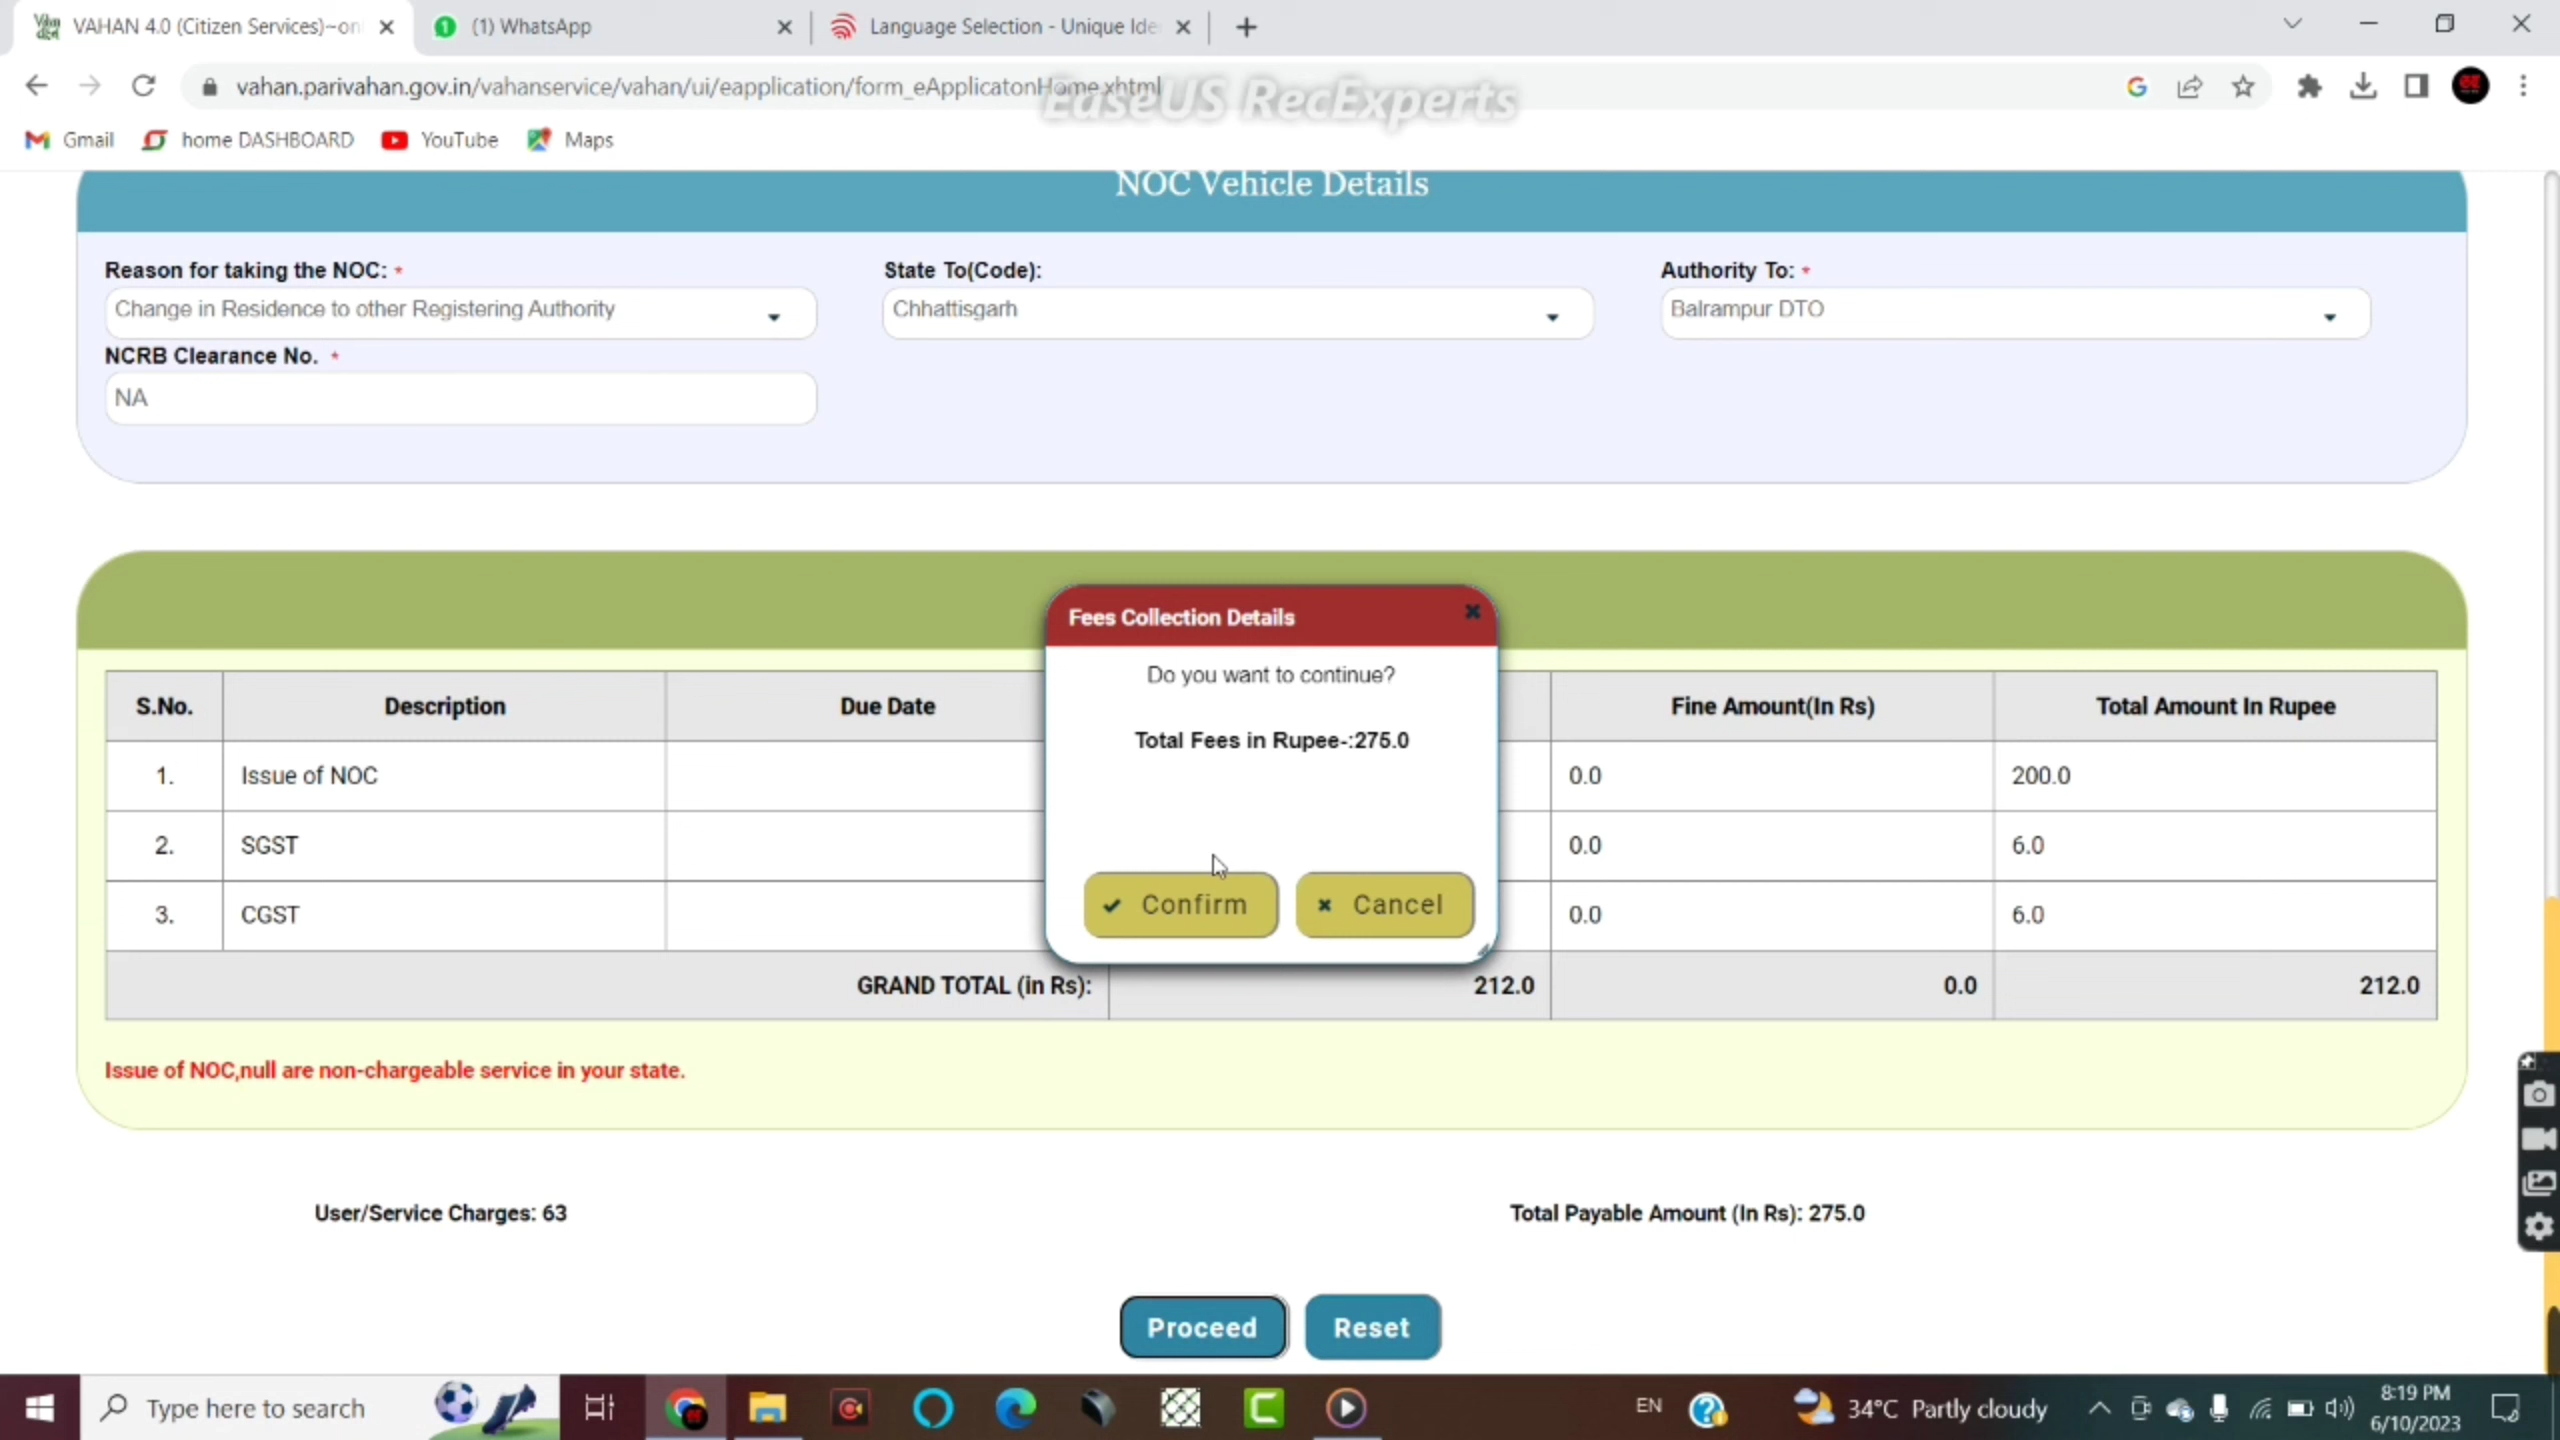 VAHAN 4.0 (Citizen Services)~on
(1) WhatsApp
Language Selection - Unique Ide
vahan.parivahan.gov.in/vahanservice/vahan/ui/eapplication/form_eApplicatonHome.xhtml
EaseUS RecExperts
Gmail
home DASHBOARD
YouTube
Maps
NOC Vehicle Details
Reason for taking the NOC: *
State To(Code):
Authority To: *
Change in Residence to other Registering Authority
Chhattisgarh
Balrampur DTO
NCRB Clearance No. *
NA
Fees Collection Details
Do you want to continue?
Total Fees in Rupee-:275.0
Confirm
Cancel
S.No. Description Due Date Fine Amount(In Rs) Total Amount In Rupee
1. Issue of NOC 0.0 200.0
2. SGST 0.0 6.0
3. CGST 0.0 6.0
GRAND TOTAL (in Rs): 212.0 0.0 212.0
Issue of NOC,null are non-chargeable service in your state.
User/Service Charges: 63
Total Payable Amount (In Rs): 275.0
Proceed
Reset
Type here to search
EN
34°C Partly cloudy
8:19 PM
6/10/2023